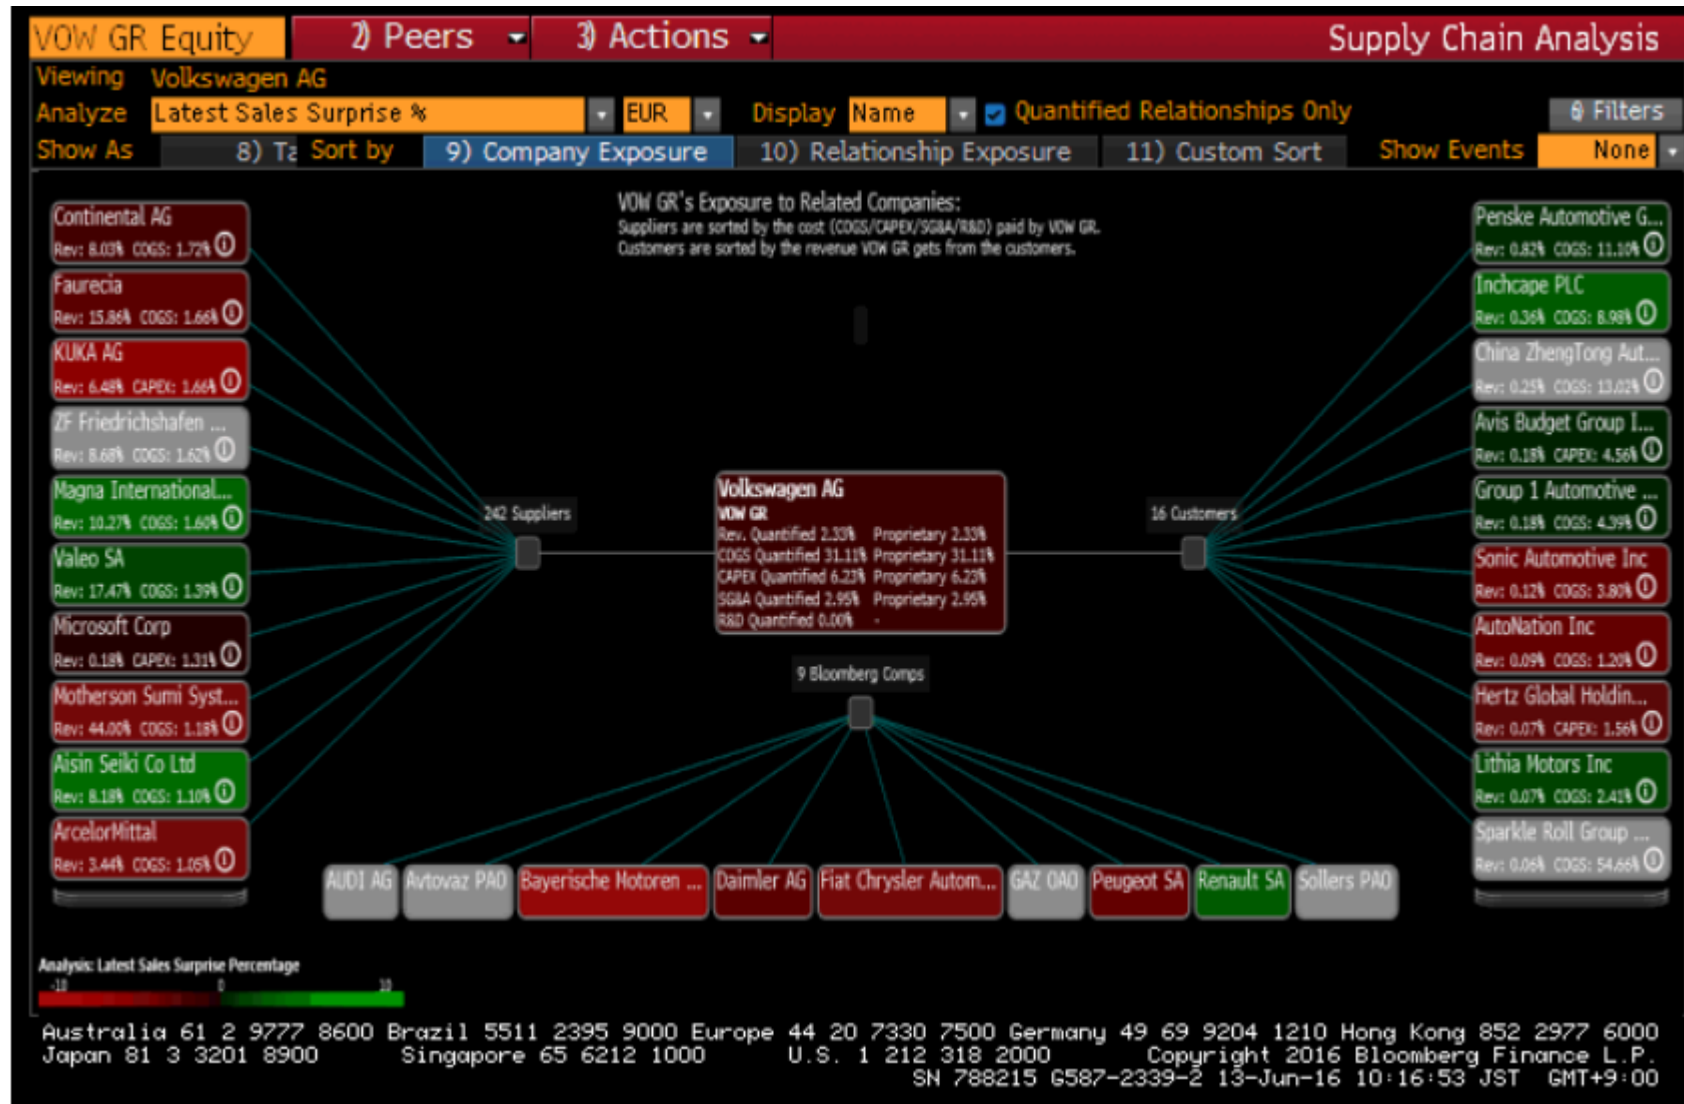 VOW GR Equity 2) Peers 3) Actions Supply Chain Analysis
Viewing Volkswagen AG
Analyze Latest Sales Surprise % EUR Display Name Quantified Relationships Only Filters
Show As 8) Ta Sort by 9) Company Exposure 10) Relationship Exposure 11) Custom Sort Show Events None
VOW GR's Exposure to Related Companies:
Suppliers are sorted by the cost (COGS/CAPEX/SG&A/R&D) paid by VOW GR.
Customers are sorted by the revenue VOW GR gets from the customers.
Continental AG
Rev: 8.03% COGS: 1.72%
Faurecia
Rev: 15.86% COGS: 1.66%
KUKA AG
Rev: 6.48% CAPEX: 1.66%
ZF Friedrichshafen ...
Rev: 8.68% COGS: 1.62%
Magna International...
Rev: 10.27% COGS: 1.60%
Valeo SA
Rev: 17.47% COGS: 1.39%
Microsoft Corp
Rev: 0.18% CAPEX: 1.31%
Motherson Sumi Syst...
Rev: 44.00% COGS: 1.18%
Aisin Seiki Co Ltd
Rev: 8.18% COGS: 1.10%
ArcelorMittal
Rev: 3.44% COGS: 1.05%
242 Suppliers
Volkswagen AG
VOW GR
Rev. Quantified 2.33% Proprietary 2.33%
COGS Quantified 31.11% Proprietary 31.11%
CAPEX Quantified 6.23% Proprietary 6.23%
SG&A Quantified 2.95% Proprietary 2.95%
R&D Quantified 0.00% -
16 Customers
Penske Automotive G...
Rev: 0.82% COGS: 11.10%
Inchcape PLC
Rev: 0.36% COGS: 8.98%
China ZhengTong Aut...
Rev: 0.25% COGS: 13.02%
Avis Budget Group I...
Rev: 0.18% CAPEX: 4.56%
Group 1 Automotive ...
Rev: 0.18% COGS: 4.39%
Sonic Automotive Inc
Rev: 0.12% COGS: 3.80%
AutoNation Inc
Rev: 0.09% COGS: 1.20%
Hertz Global Holdin...
Rev: 0.07% CAPEX: 1.56%
Lithia Motors Inc
Rev: 0.07% COGS: 2.41%
Sparkle Roll Group ...
Rev: 0.06% COGS: 54.66%
9 Bloomberg Comps
AUDI AG Avtovaz PAO Bayerische Motoren ... Daimler AG Fiat Chrysler Autom... GAZ OAO Peugeot SA Renault SA Sollers PAO
Analysis: Latest Sales Surprise Percentage
-10 0 10
Australia 61 2 9777 8600 Brazil 5511 2395 9000 Europe 44 20 7330 7500 Germany 49 69 9204 1210 Hong Kong 852 2977 6000
Japan 81 3 3201 8900 Singapore 65 6212 1000 U.S. 1 212 318 2000 Copyright 2016 Bloomberg Finance L.P.
SN 788215 G587-2339-2 13-Jun-16 10:16:53 JST GMT+9:00